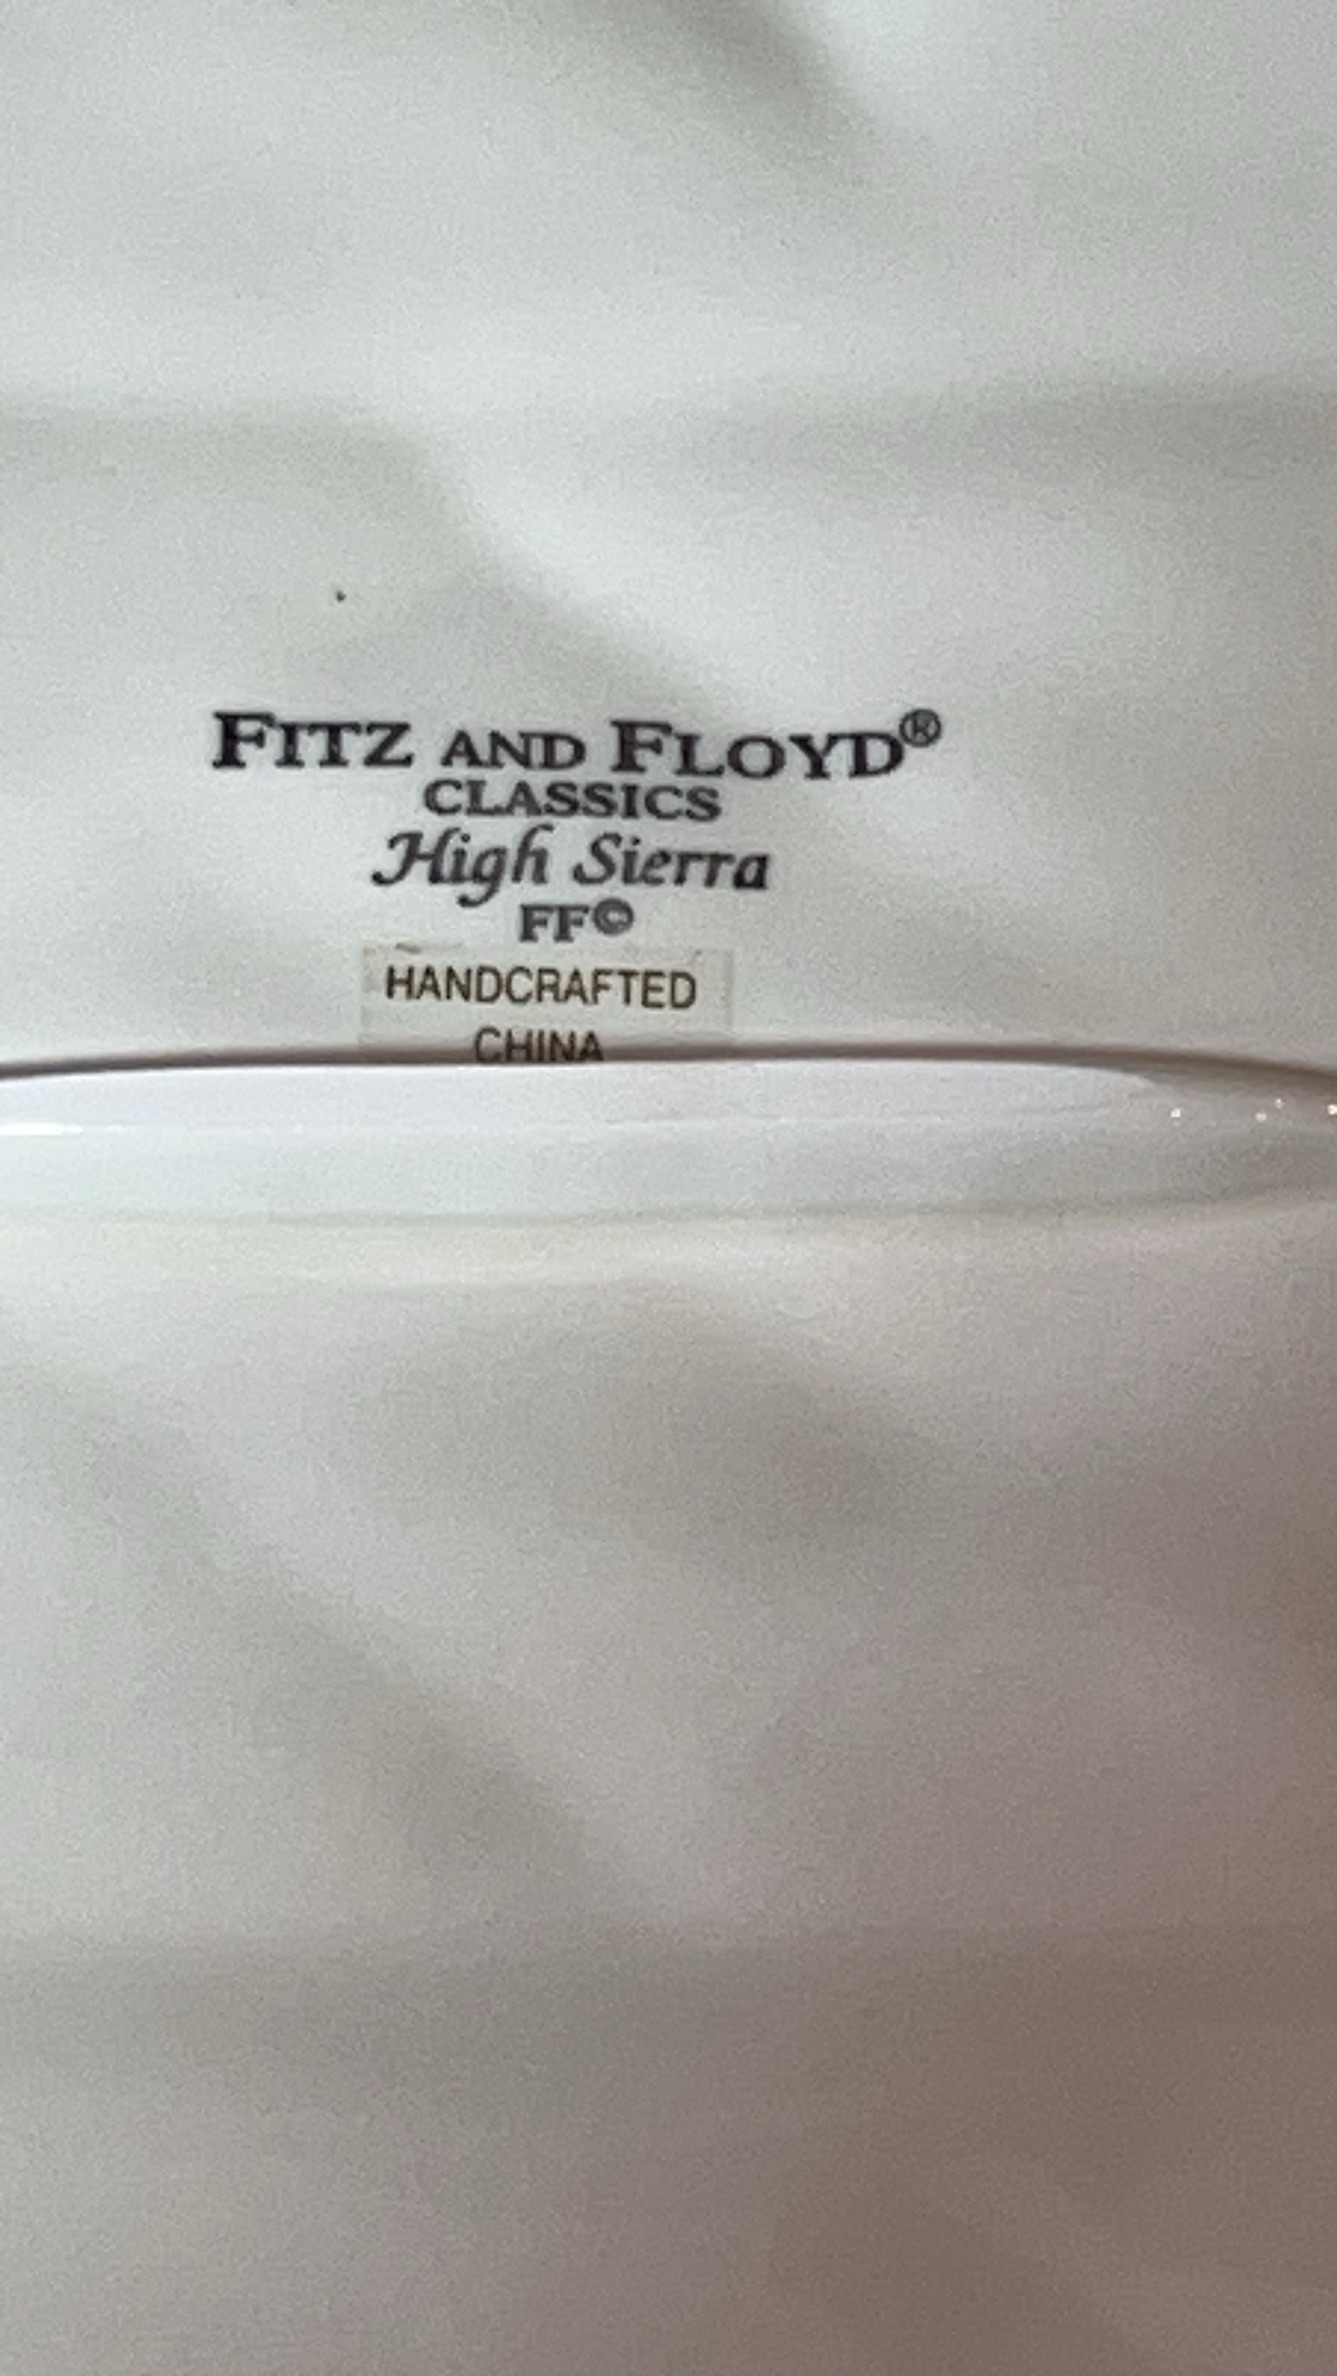 FITZ AND FLOYD®
CLASSICS
High Sierra
FF©
HANDCRAFTED
CHINA